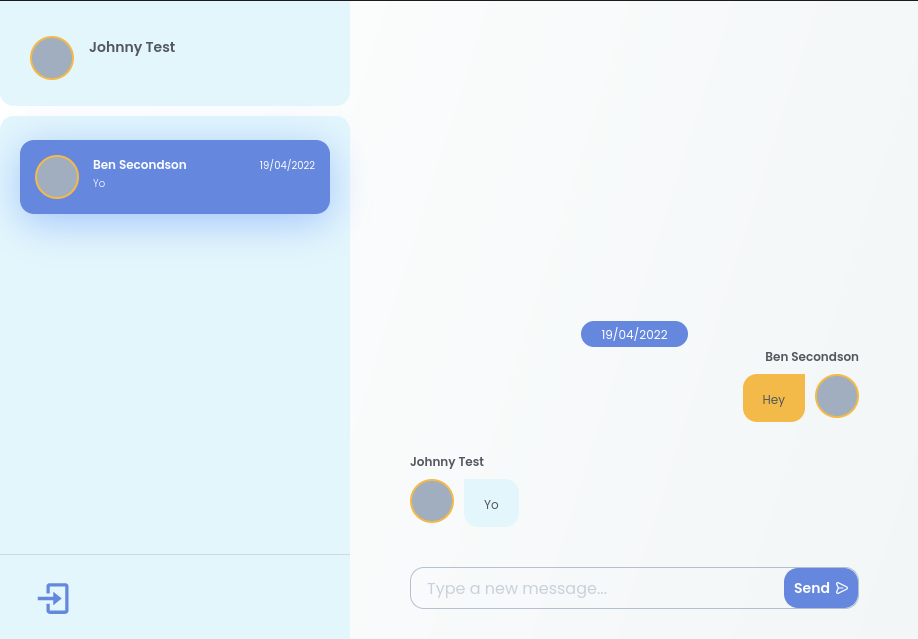 Johnny Test
Ben Secondson 19/04/2022
Yo
19/04/2022
Ben Secondson
Hey
Johnny Test
Yo
Type a new message... Send